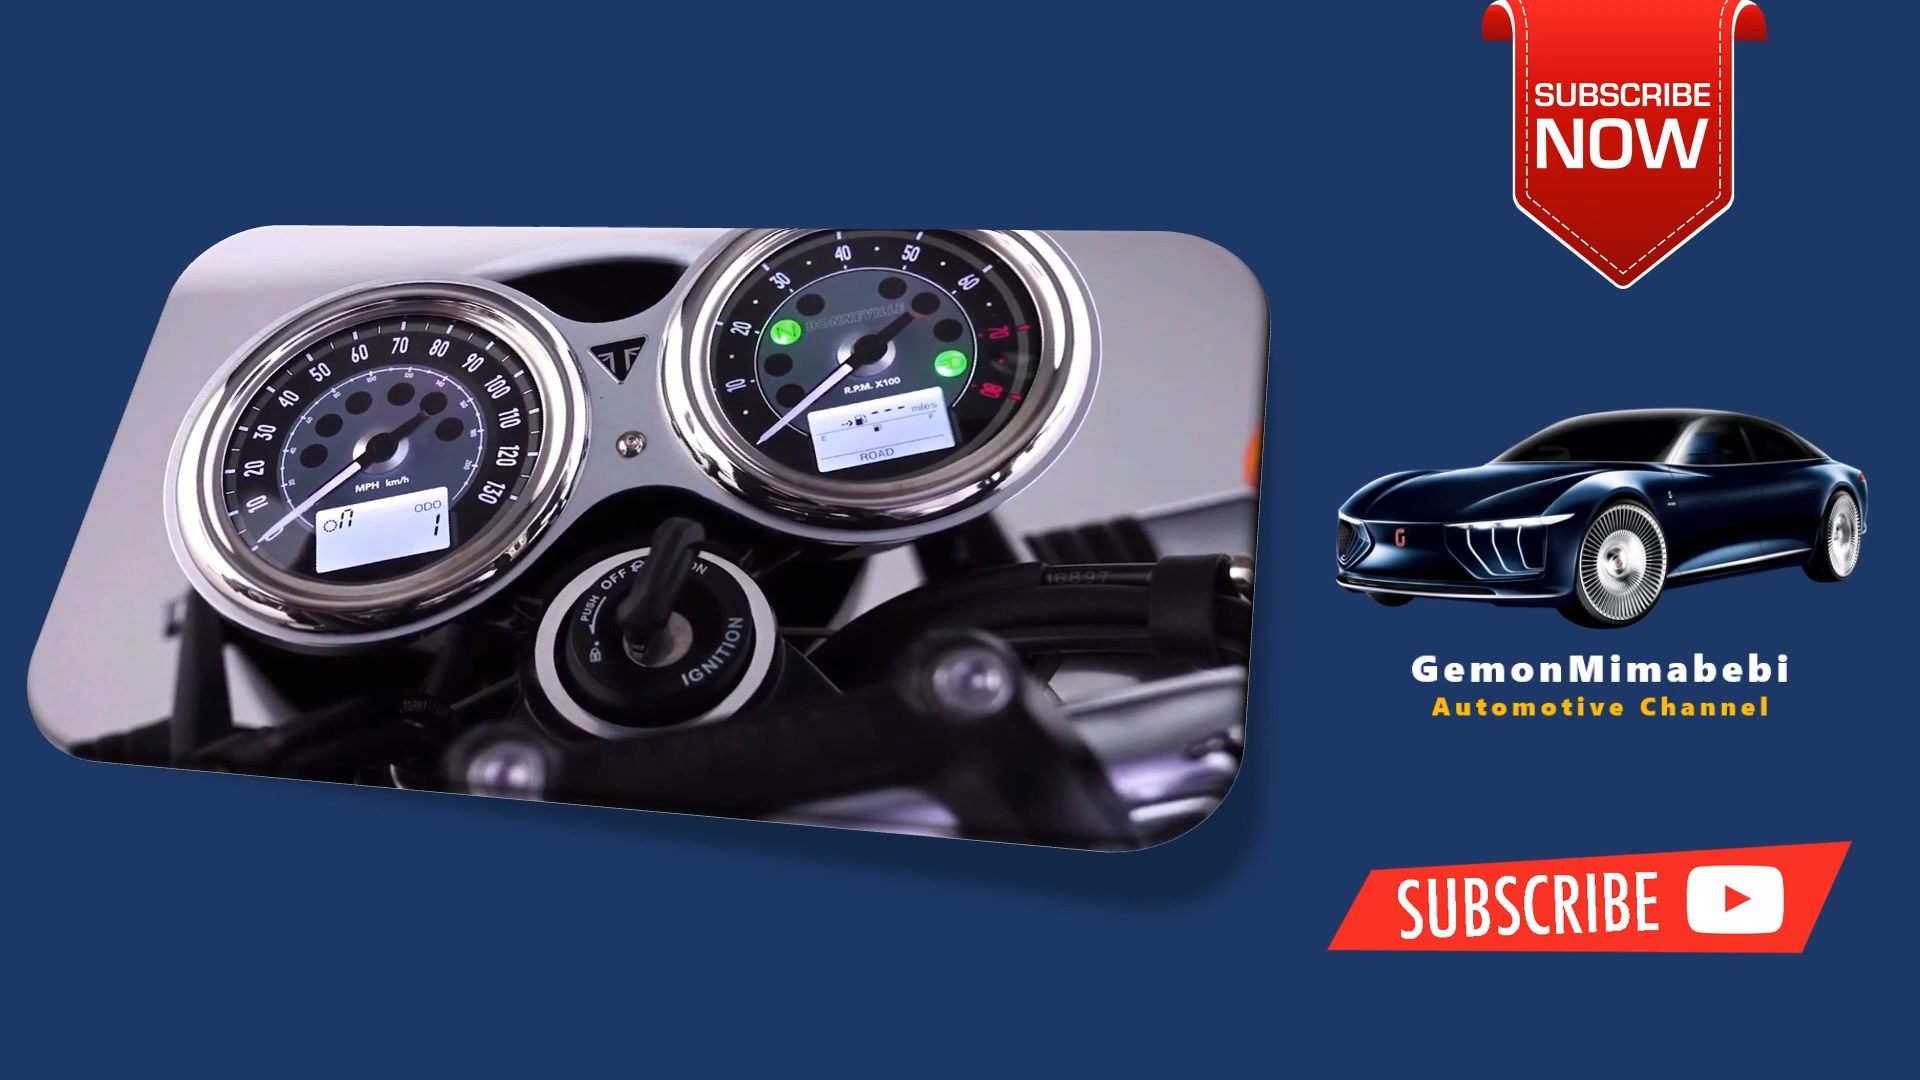 SUBSCRIBE
NOW
40
50
30
60
20
70
10
80
BONNEVILLE
N
R.P.M. X100
miles
E
F
ROAD
10
20
30
40
50
60
70
80
90
100
110
120
130
MPH km/h
ODO
1
PUSH
OFF
ON
IGNITION
16897
G
GemonMimabebi
Automotive Channel
SUBSCRIBE